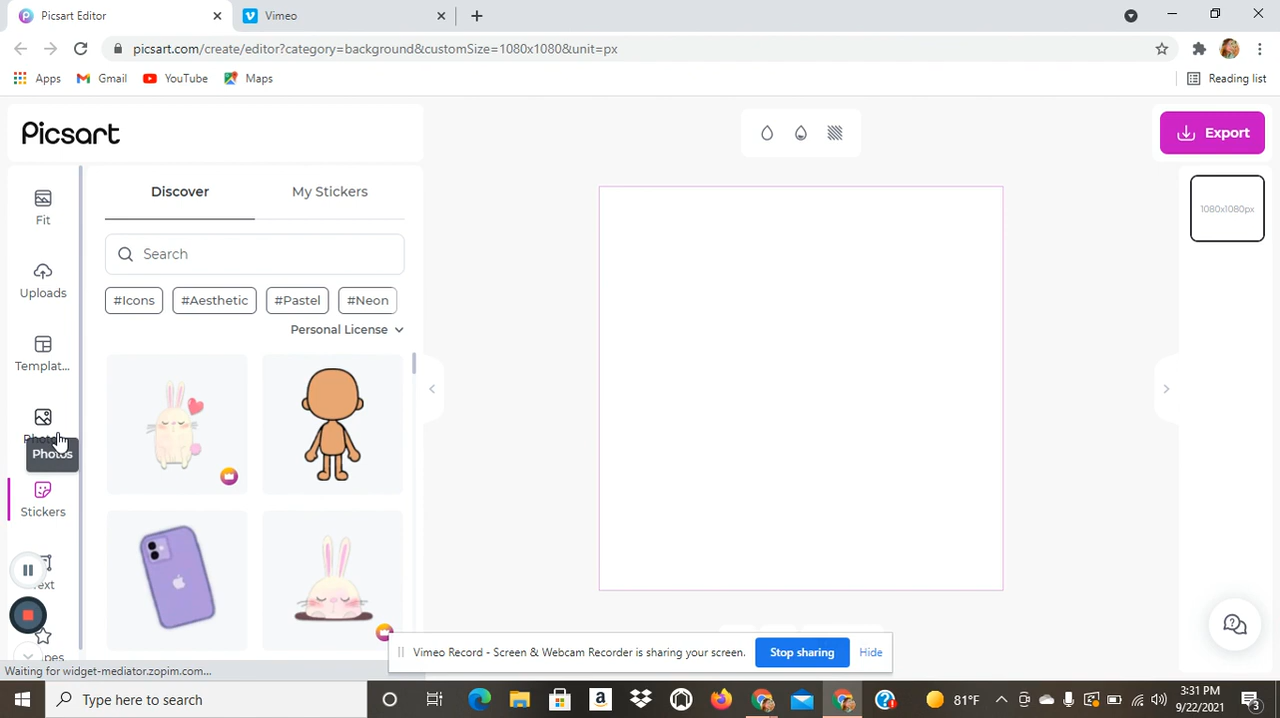 Picsart Editor
Vimeo
picsart.com/create/editor?category=background&customSize=1080x1080&unit=px
Apps
Gmail
YouTube
Maps
Reading list
Picsart
Export
Fit
Discover
My Stickers
1080x1080px
Search
Uploads
#Icons
#Aesthetic
#Pastel
#Neon
Personal License
Templat...
Photos
Stickers
Text
Vimeo Record - Screen & Webcam Recorder is sharing your screen.
Stop sharing
Hide
Waiting for widget-mediator.zopim.com...
Type here to search
81°F
3:31 PM
9/22/2021
3